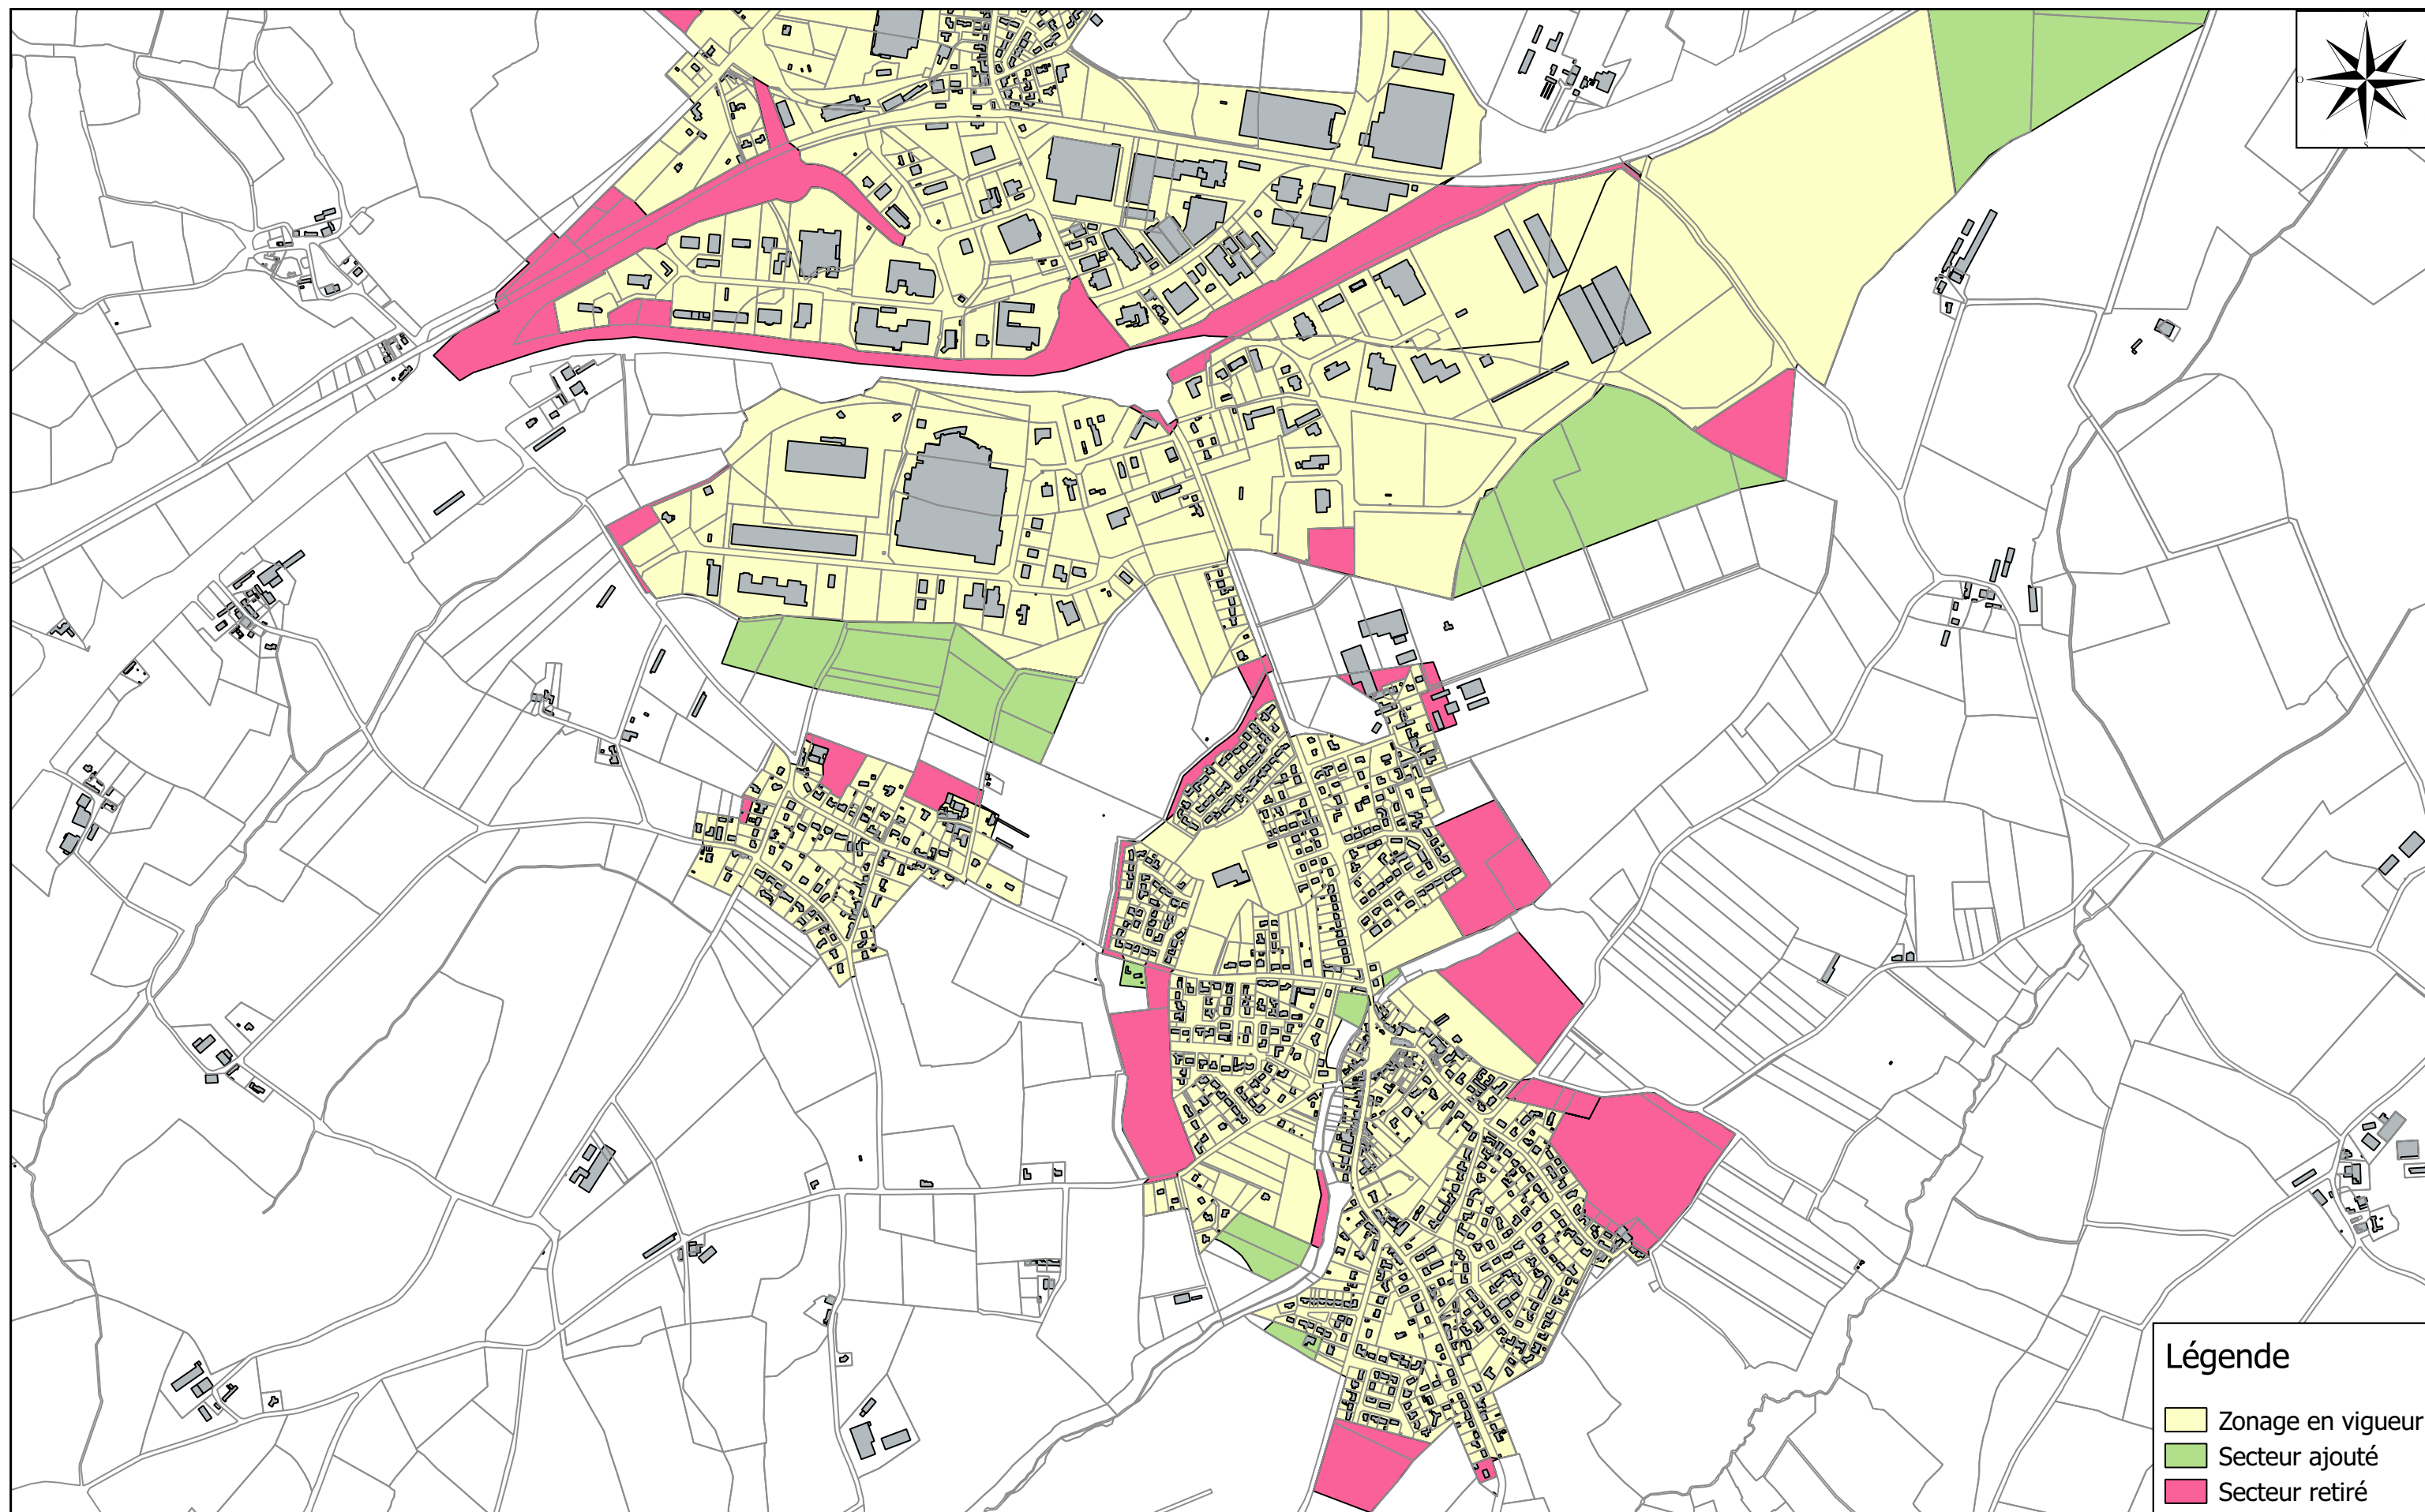 N
O
S
Légende
Zonage en vigueur
Secteur ajouté
Secteur retiré